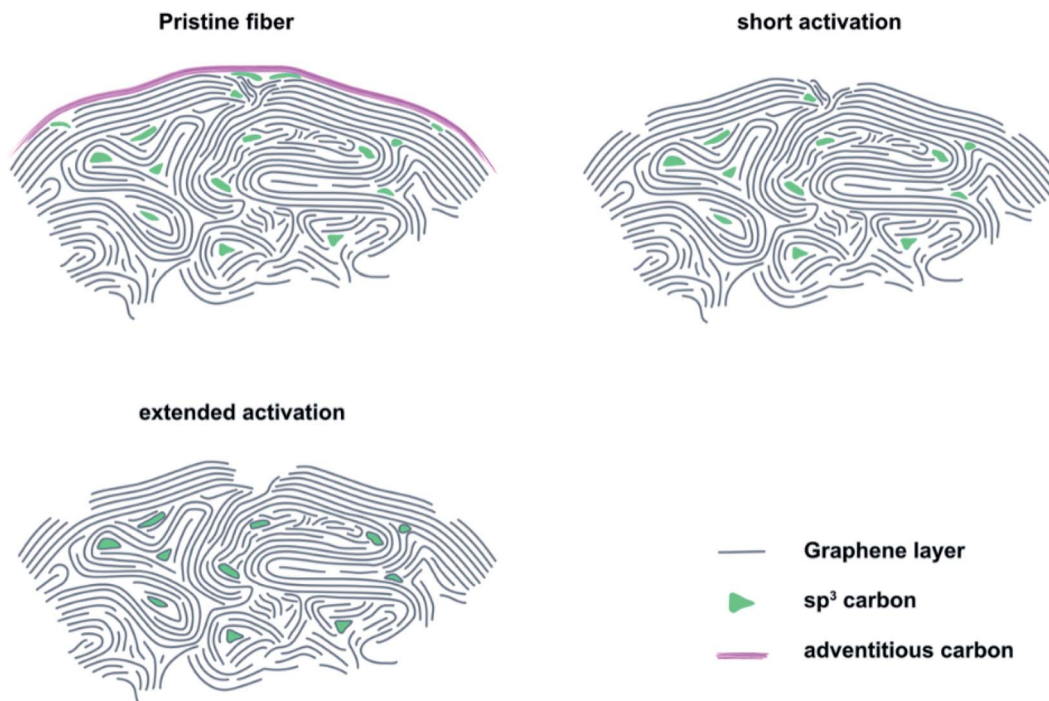 Pristine fiber
short activation
extended activation
Graphene layer
sp³ carbon
adventitious carbon